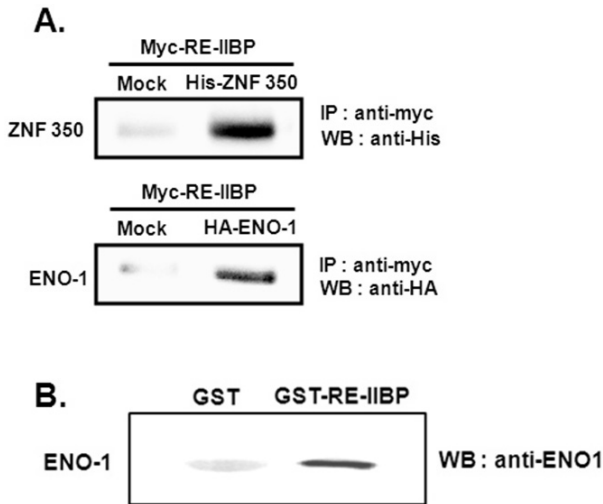 A.
Myc-RE-IIBP
Mock His-ZNF 350
ZNF 350
IP : anti-myc
WB : anti-His
Myc-RE-IIBP
Mock HA-ENO-1
ENO-1
IP : anti-myc
WB : anti-HA
B.
GST GST-RE-IIBP
ENO-1
WB : anti-ENO1